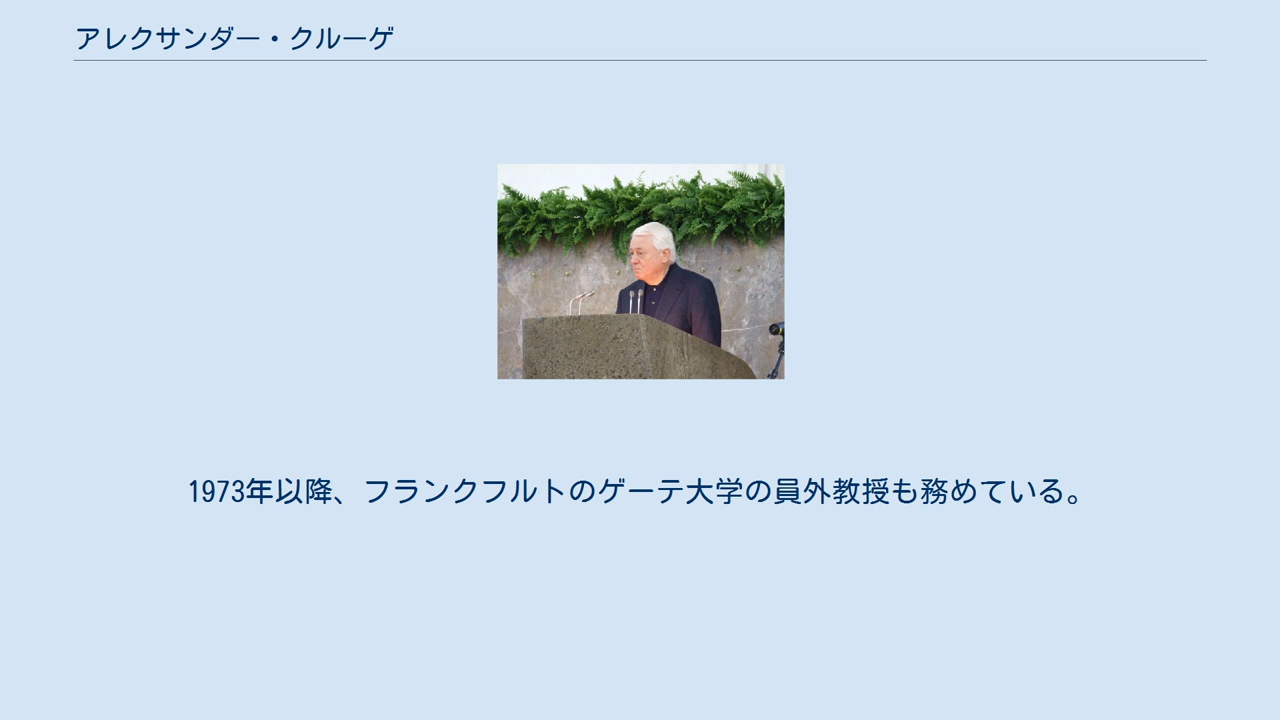 アレクサンダー・クルーゲ
1973年以降、フランクフルトのゲーテ大学の員外教授も務めている。